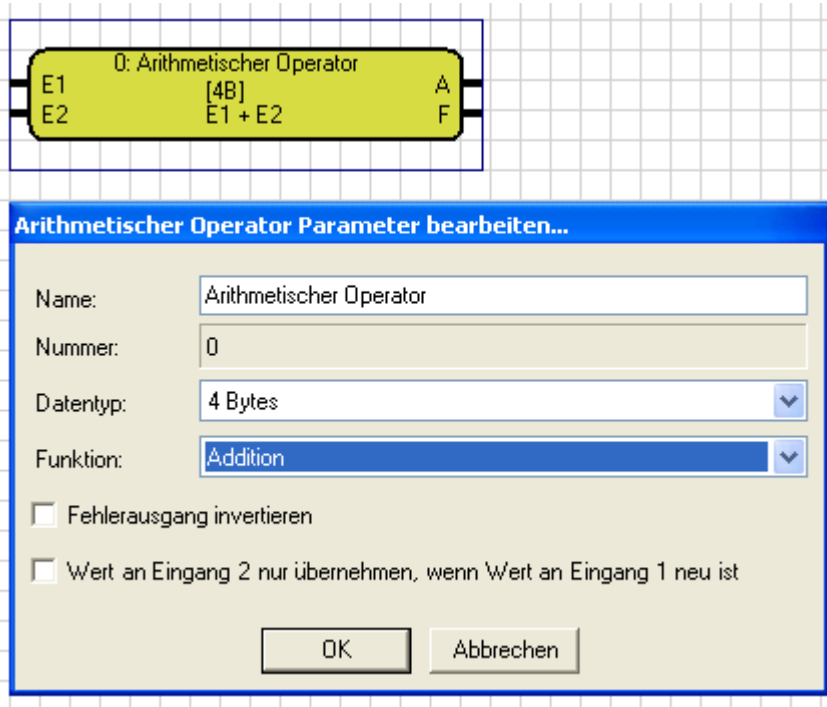 0: Arithmetischer Operator
E1 [4B] A
E2 E1 + E2 F
Arithmetischer Operator Parameter bearbeiten...
Name: Arithmetischer Operator
Nummer: 0
Datentyp: 4 Bytes
Funktion: Addition
Fehlerausgang invertieren
Wert an Eingang 2 nur übernehmen, wenn Wert an Eingang 1 neu ist
OK Abbrechen